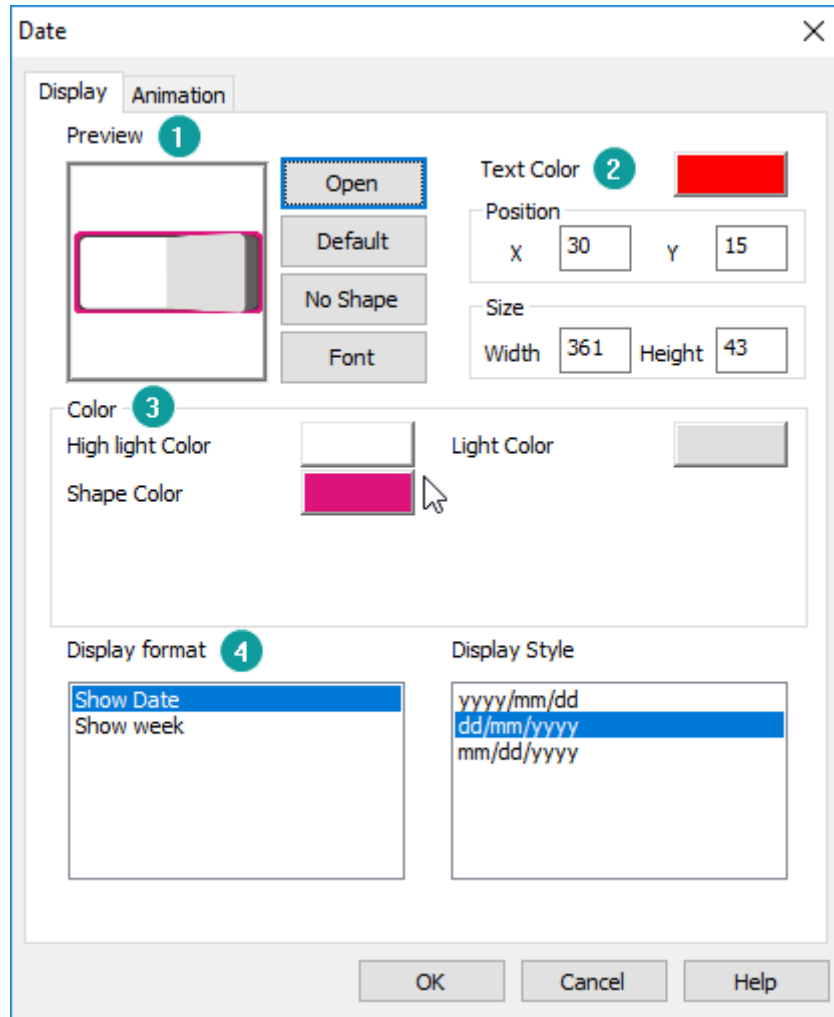 Date
Display Animation
Preview 1
Open
Default
No Shape
Font
Text Color 2
Position
X 30 Y 15
Size
Width 361 Height 43
Color 3
High light Color Light Color
Shape Color
Display format 4 Display Style
Show Date
Show week
yyyy/mm/dd
dd/mm/yyyy
mm/dd/yyyy
OK Cancel Help